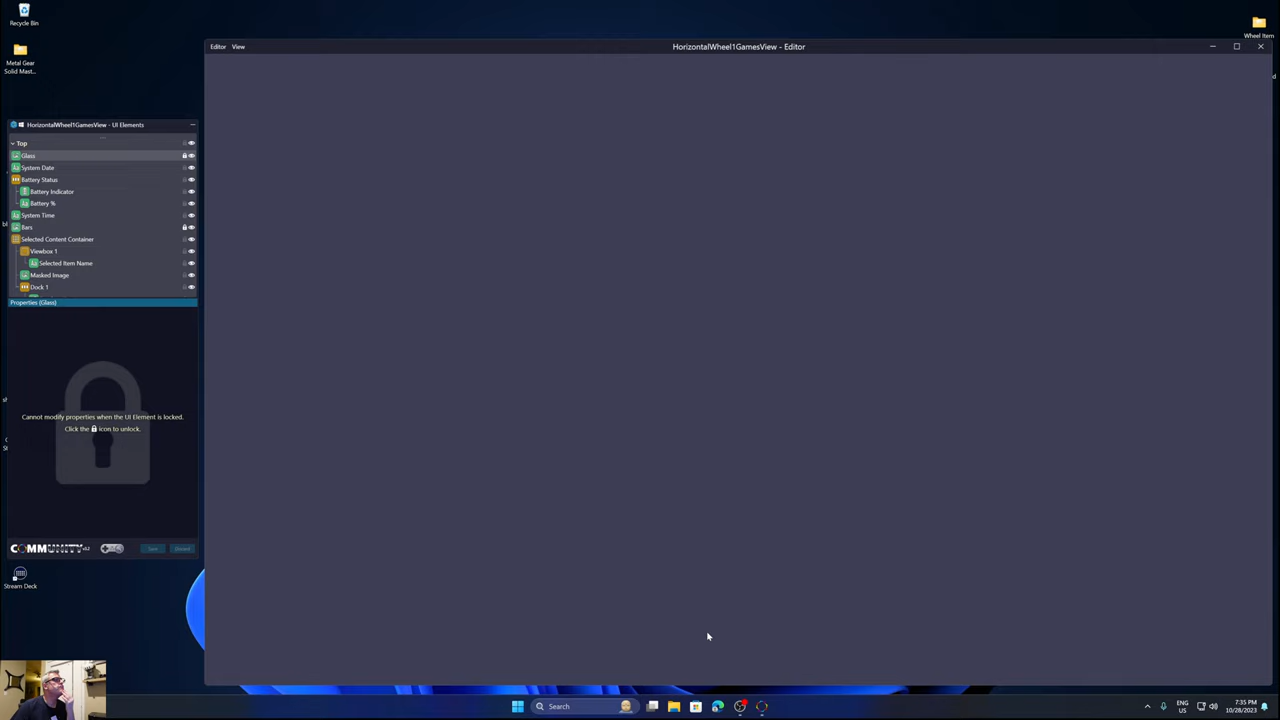 Recycle Bin
Metal Gear
Solid Mast...
Wheel Item
Editor View
HorizontalWheel1GamesView - Editor
HorizontalWheel1GamesView - UI Elements
Top
Glass
System Date
Battery Status
Battery Indicator
Battery %
System Time
Bars
Selected Content Container
Viewbox 1
Selected Item Name
Masked Image
Dock 1
Properties (Glass)
Cannot modify properties when the UI Element is locked.
Click the icon to unlock.
COMMUNITY
Save
Discard
Stream Deck
Search
ENG
US
7:35 PM
10/28/2023